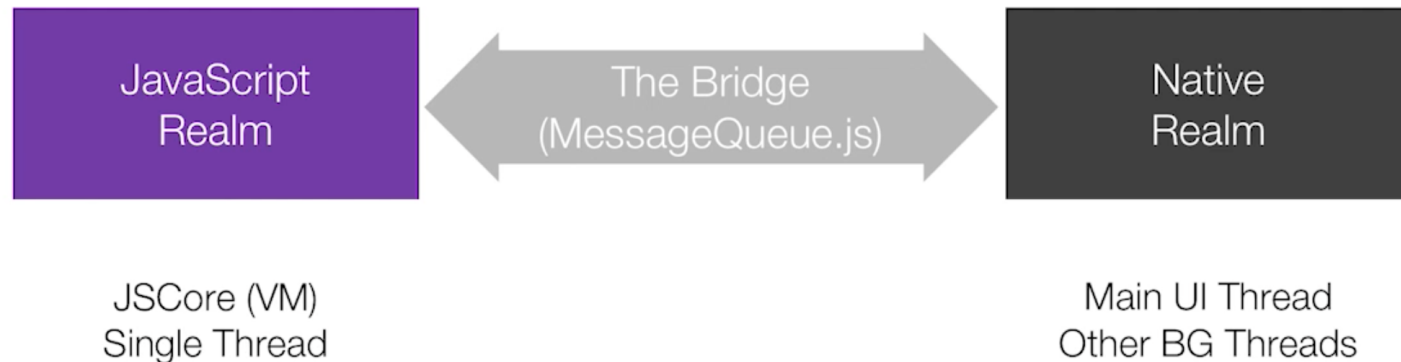 JavaScript
Realm
The Bridge
(MessageQueue.js)
Native
Realm
JSCore (VM)
Single Thread
Main UI Thread
Other BG Threads